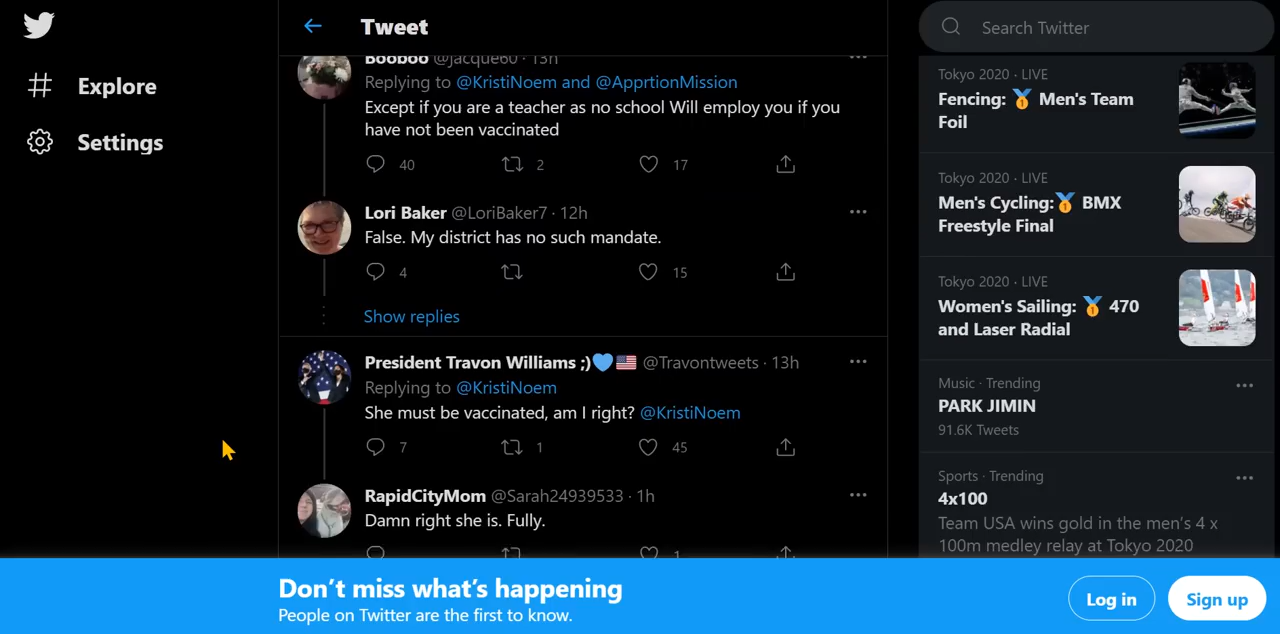 Explore
Settings
Tweet
Booboo @jacque60 · 13h
Replying to @KristiNoem and @ApprtionMission
Except if you are a teacher as no school Will employ you if you
have not been vaccinated
40 2 17
Lori Baker @LoriBaker7 · 12h
False. My district has no such mandate.
4 15
Show replies
President Travon Williams ;)💙🇺🇸 @Travontweets · 13h
Replying to @KristiNoem
She must be vaccinated, am I right? @KristiNoem
7 1 45
RapidCityMom @Sarah24939533 · 1h
Damn right she is. Fully.
1
Search Twitter
Tokyo 2020 · LIVE
Fencing: 🥇 Men's Team
Foil
Tokyo 2020 · LIVE
Men's Cycling:🥇 BMX
Freestyle Final
Tokyo 2020 · LIVE
Women's Sailing: 🥇 470
and Laser Radial
Music · Trending
PARK JIMIN
91.6K Tweets
Sports · Trending
4x100
Team USA wins gold in the men's 4 x
100m medley relay at Tokyo 2020
Don't miss what's happening
People on Twitter are the first to know.
Log in
Sign up